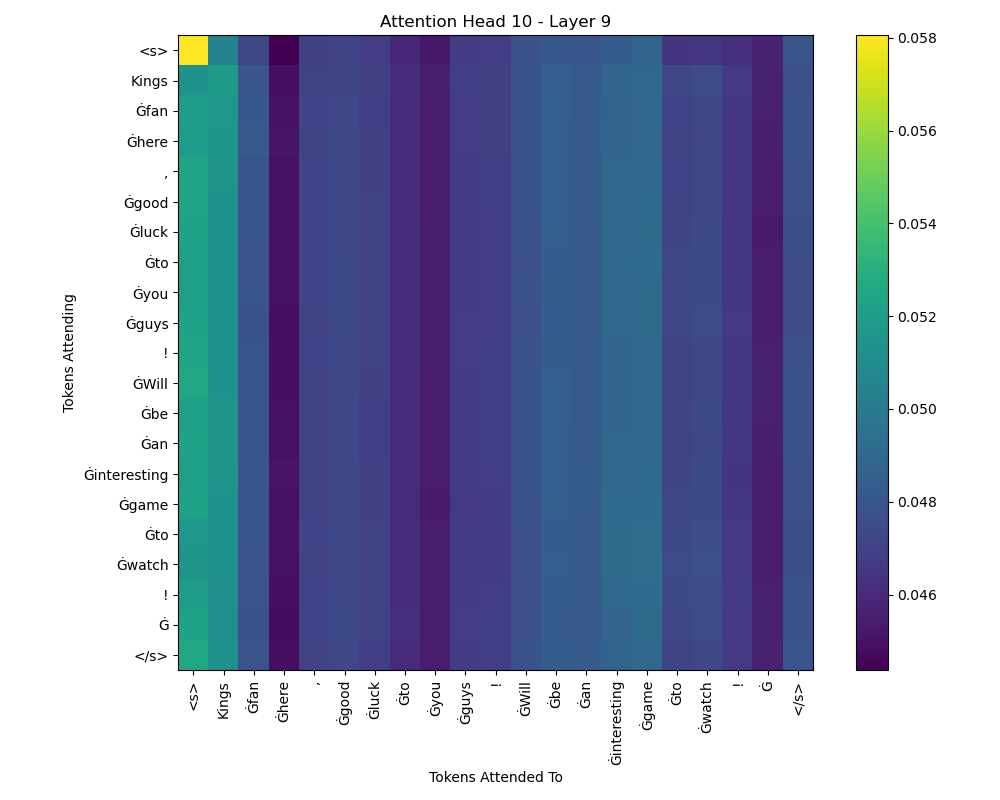 Attention Head 10 - Layer 9
<s>
Kings
Ġfan
Ġhere
,
Ġgood
Ġluck
Ġto
Ġyou
Ġguys
!
ĠWill
Ġbe
Ġan
Ġinteresting
Ġgame
Ġto
Ġwatch
!
Ġ
</s>
Tokens Attending
<s>
Kings
Ġfan
Ġhere
,
Ġgood
Ġluck
Ġto
Ġyou
Ġguys
!
ĠWill
Ġbe
Ġan
Ġinteresting
Ġgame
Ġto
Ġwatch
!
Ġ
</s>
Tokens Attended To
0.058
0.056
0.054
0.052
0.050
0.048
0.046